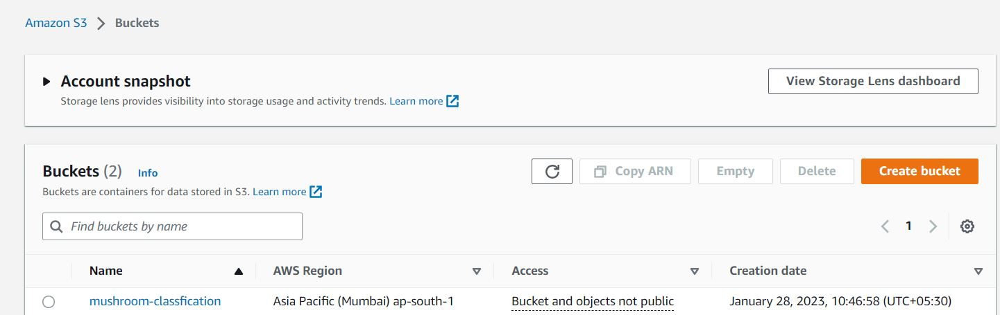 Amazon S3 > Buckets
Account snapshot
View Storage Lens dashboard
Storage lens provides visibility into storage usage and activity trends. Learn more
Buckets (2) Info
Copy ARN Empty Delete Create bucket
Buckets are containers for data stored in S3. Learn more
Find buckets by name
1
Name AWS Region Access Creation date
mushroom-classfication Asia Pacific (Mumbai) ap-south-1 Bucket and objects not public January 28, 2023, 10:46:58 (UTC+05:30)